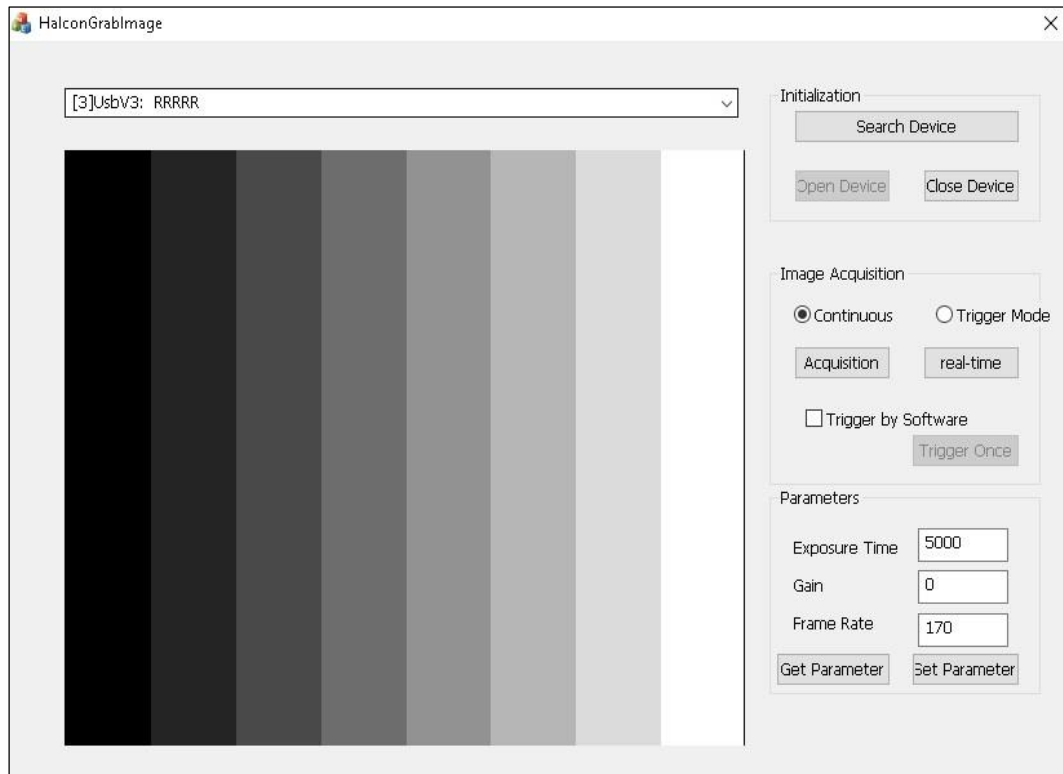 HalconGrabImage
[3]UsbV3: RRRRR
Initialization
Search Device
Open Device
Close Device
Image Acquisition
Continuous
Trigger Mode
Acquisition
real-time
Trigger by Software
Trigger Once
Parameters
Exposure Time
5000
Gain
0
Frame Rate
170
Get Parameter
Set Parameter